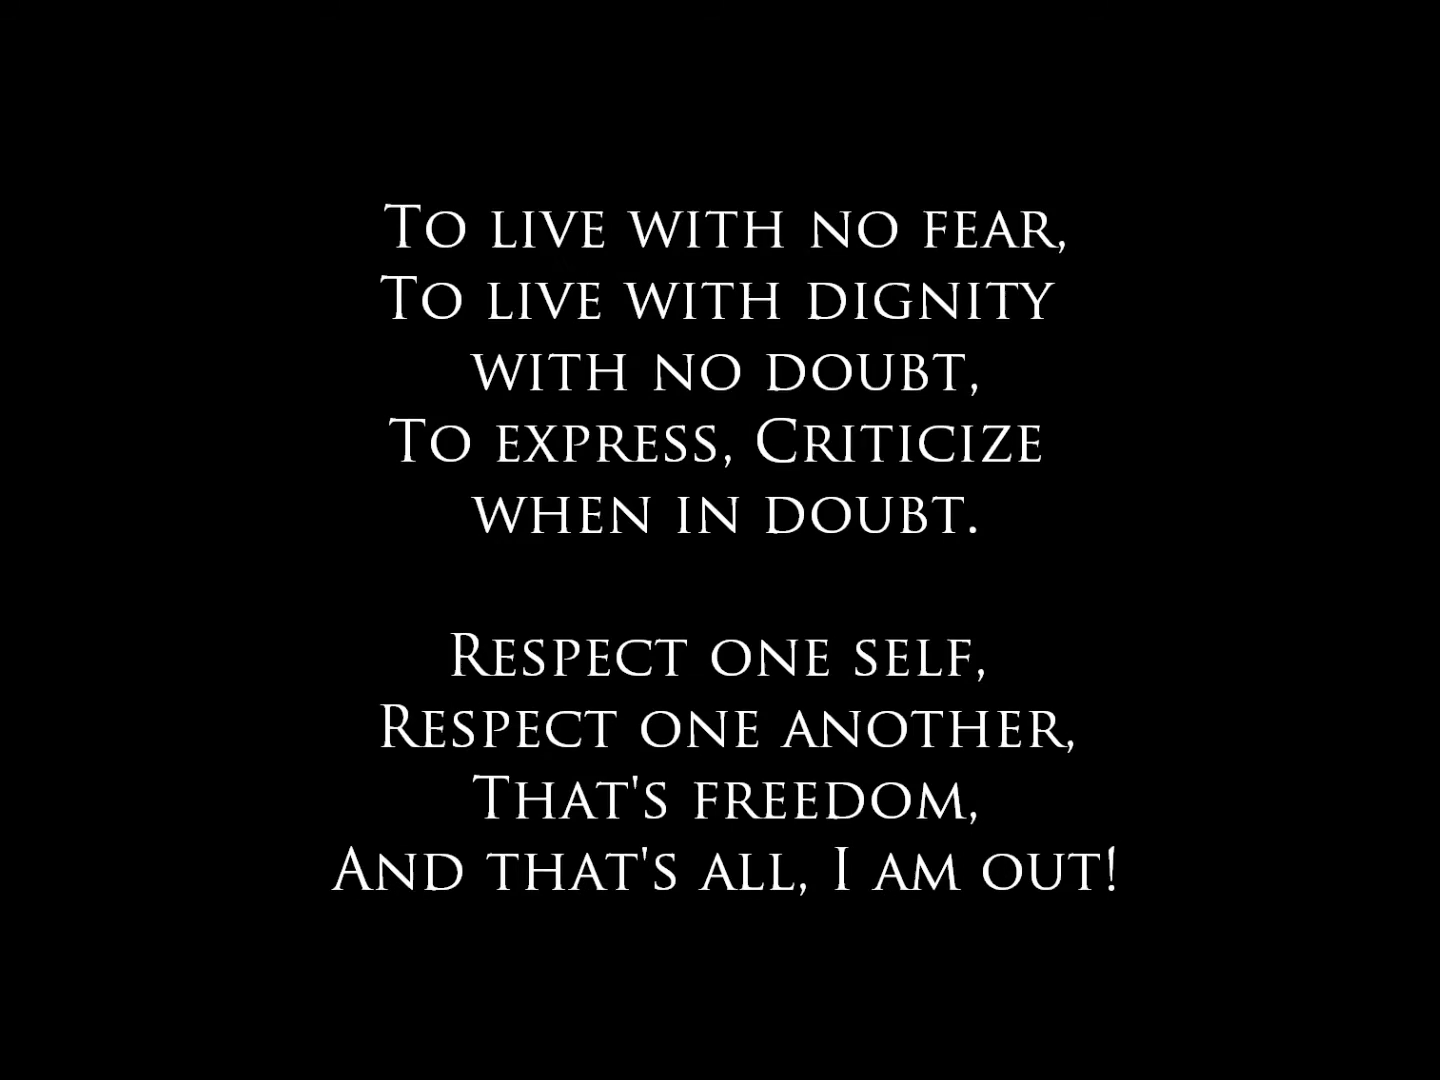 To live with no fear,
To live with dignity
with no doubt,
To express, Criticize
when in doubt.
Respect one self,
Respect one another,
That's freedom,
And that's all, I am out!